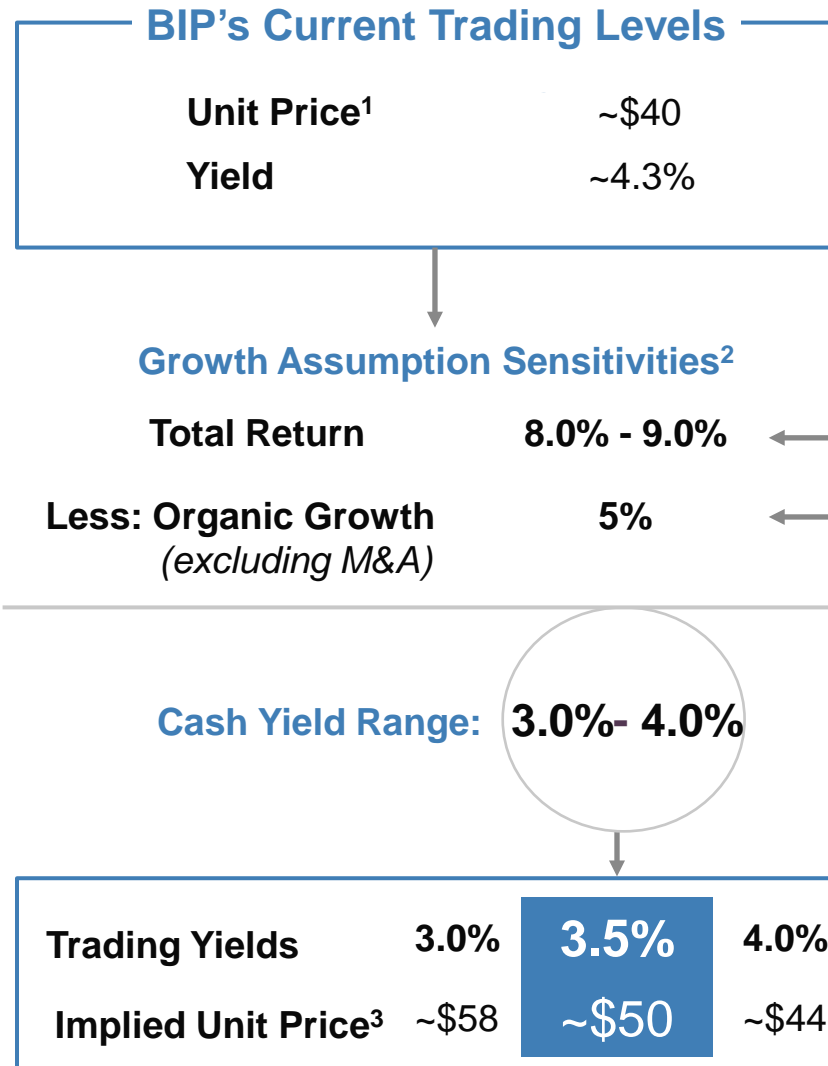 BIP's Current Trading Levels
Unit Price¹ ~$40
Yield ~4.3%
Growth Assumption Sensitivities²
Total Return 8.0% - 9.0%
Less: Organic Growth 5%
(excluding M&A)
Cash Yield Range: 3.0%- 4.0%
Trading Yields 3.0% 3.5% 4.0%
Implied Unit Price³ ~$58 ~$50 ~$44